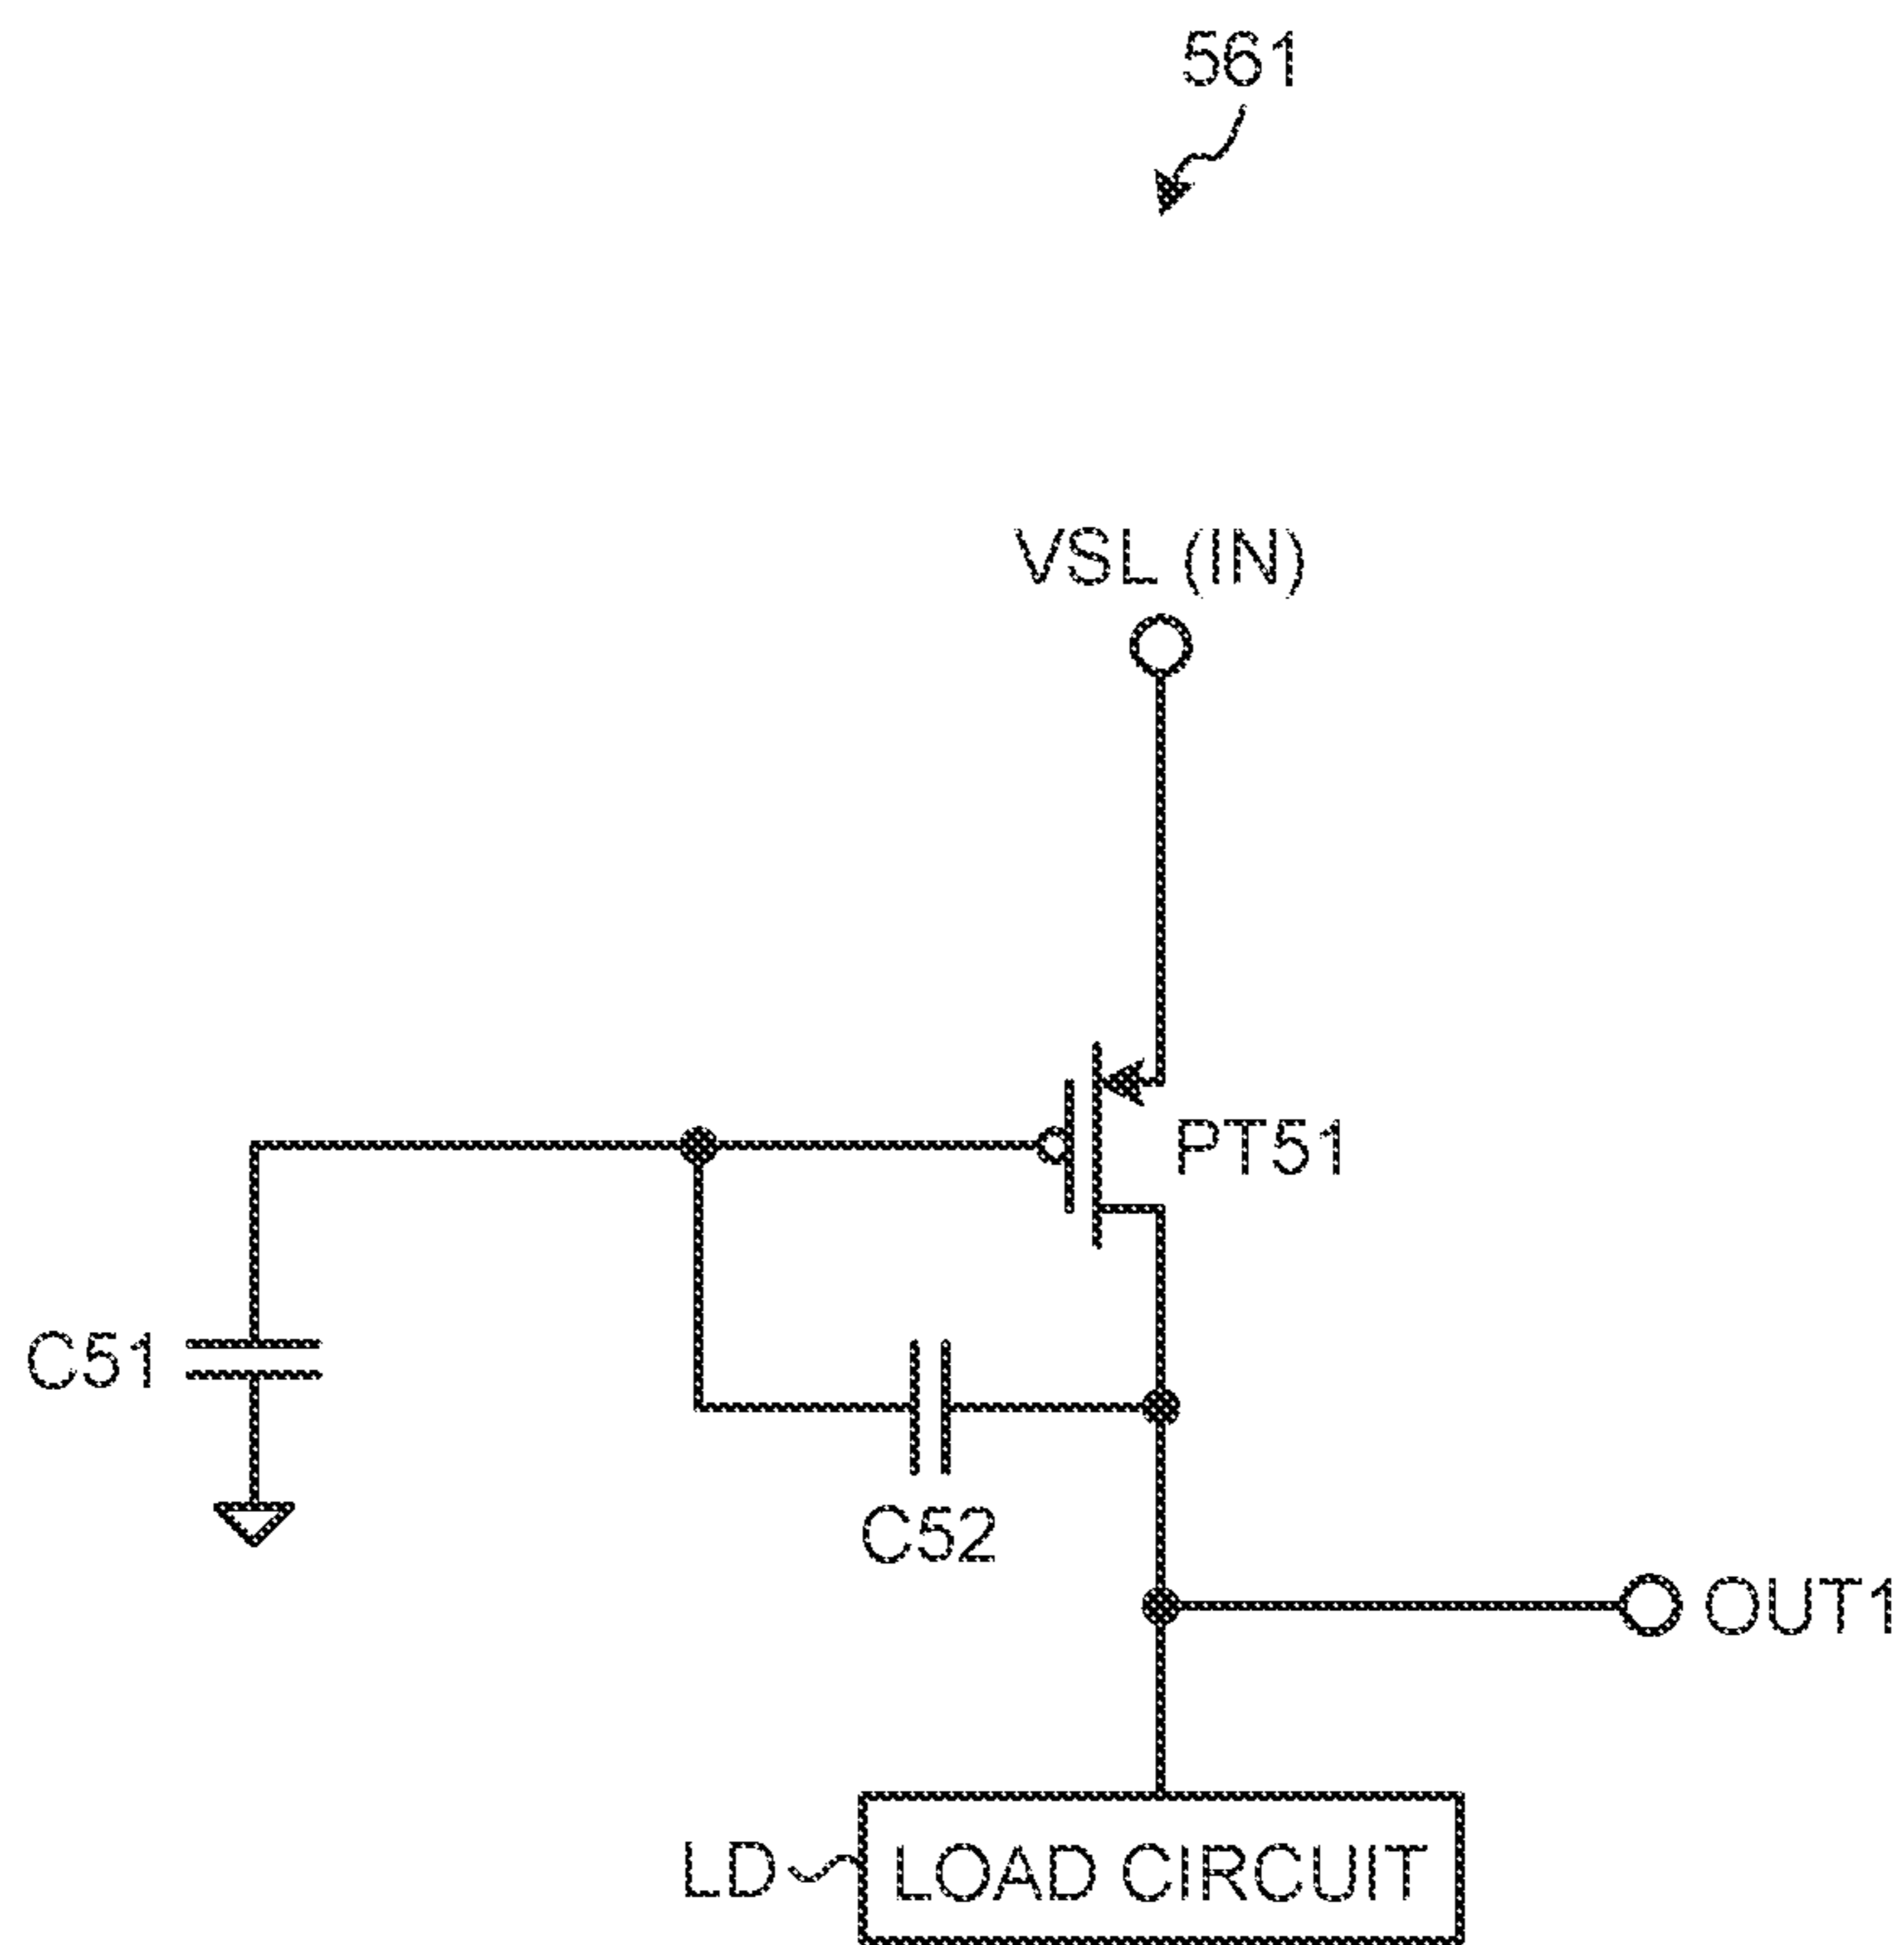 561
VSL (IN)
PT51
C51
C52
OUT1
LD
LOAD CIRCUIT